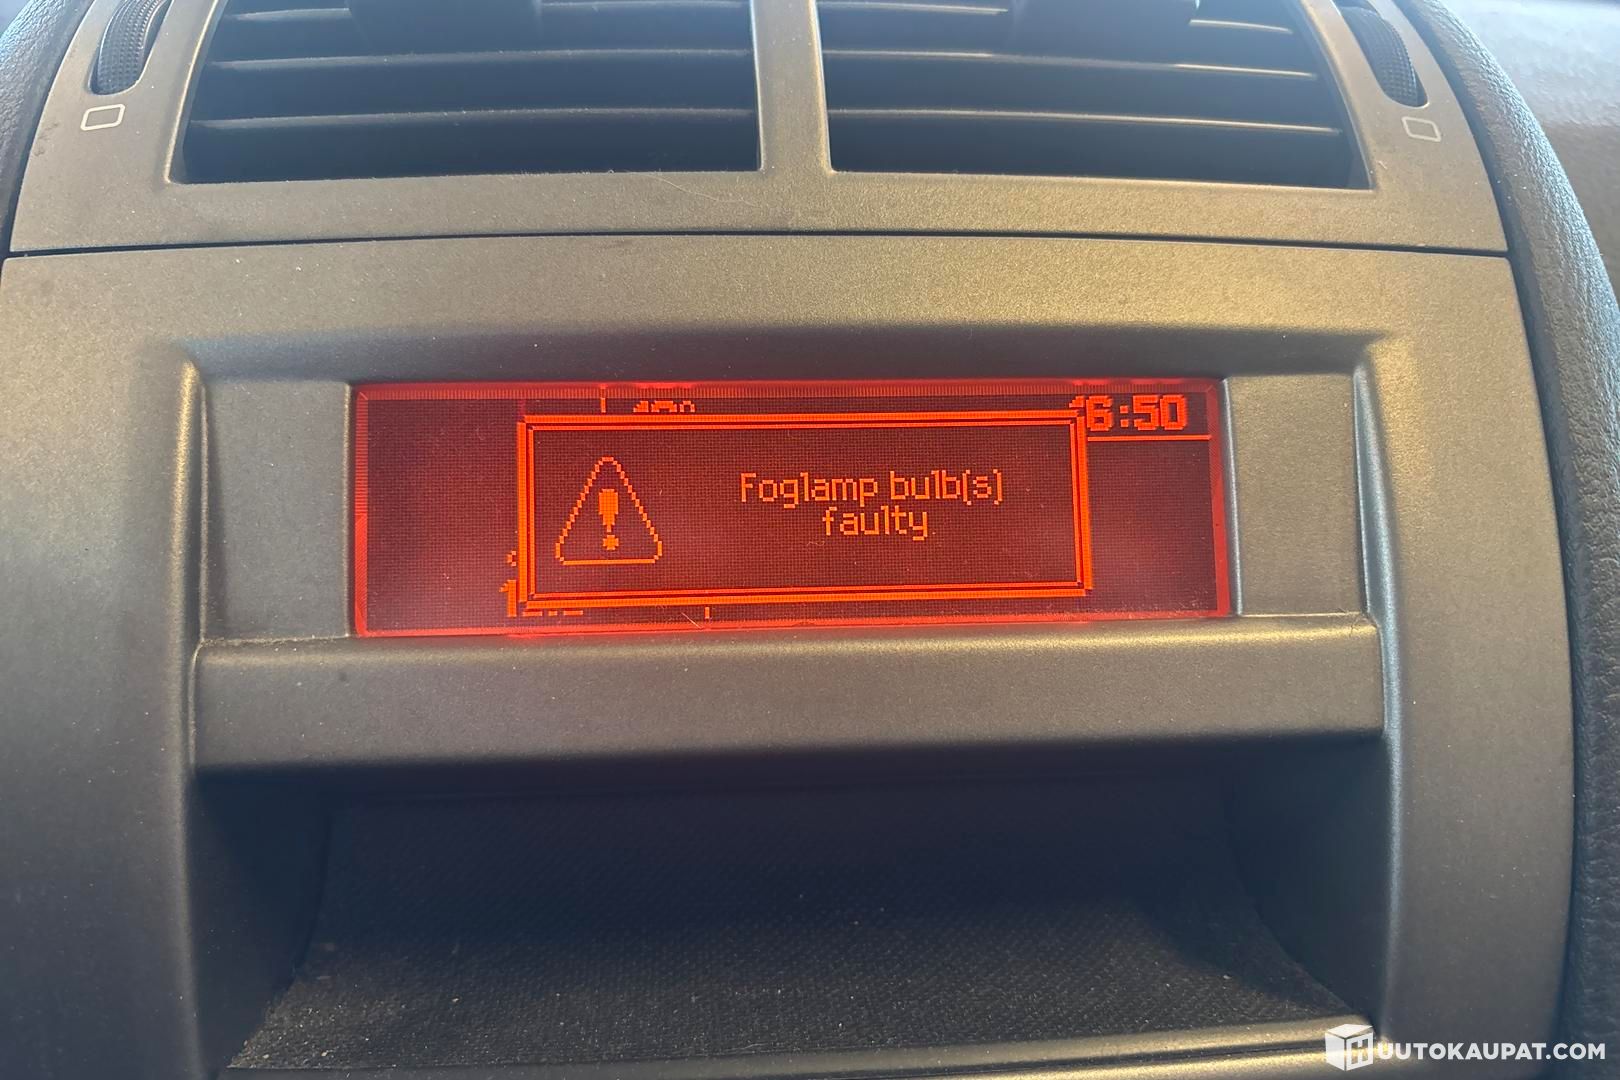 16:50
Foglamp bulb(s)
faulty
HUUTOKAUPAT.COM